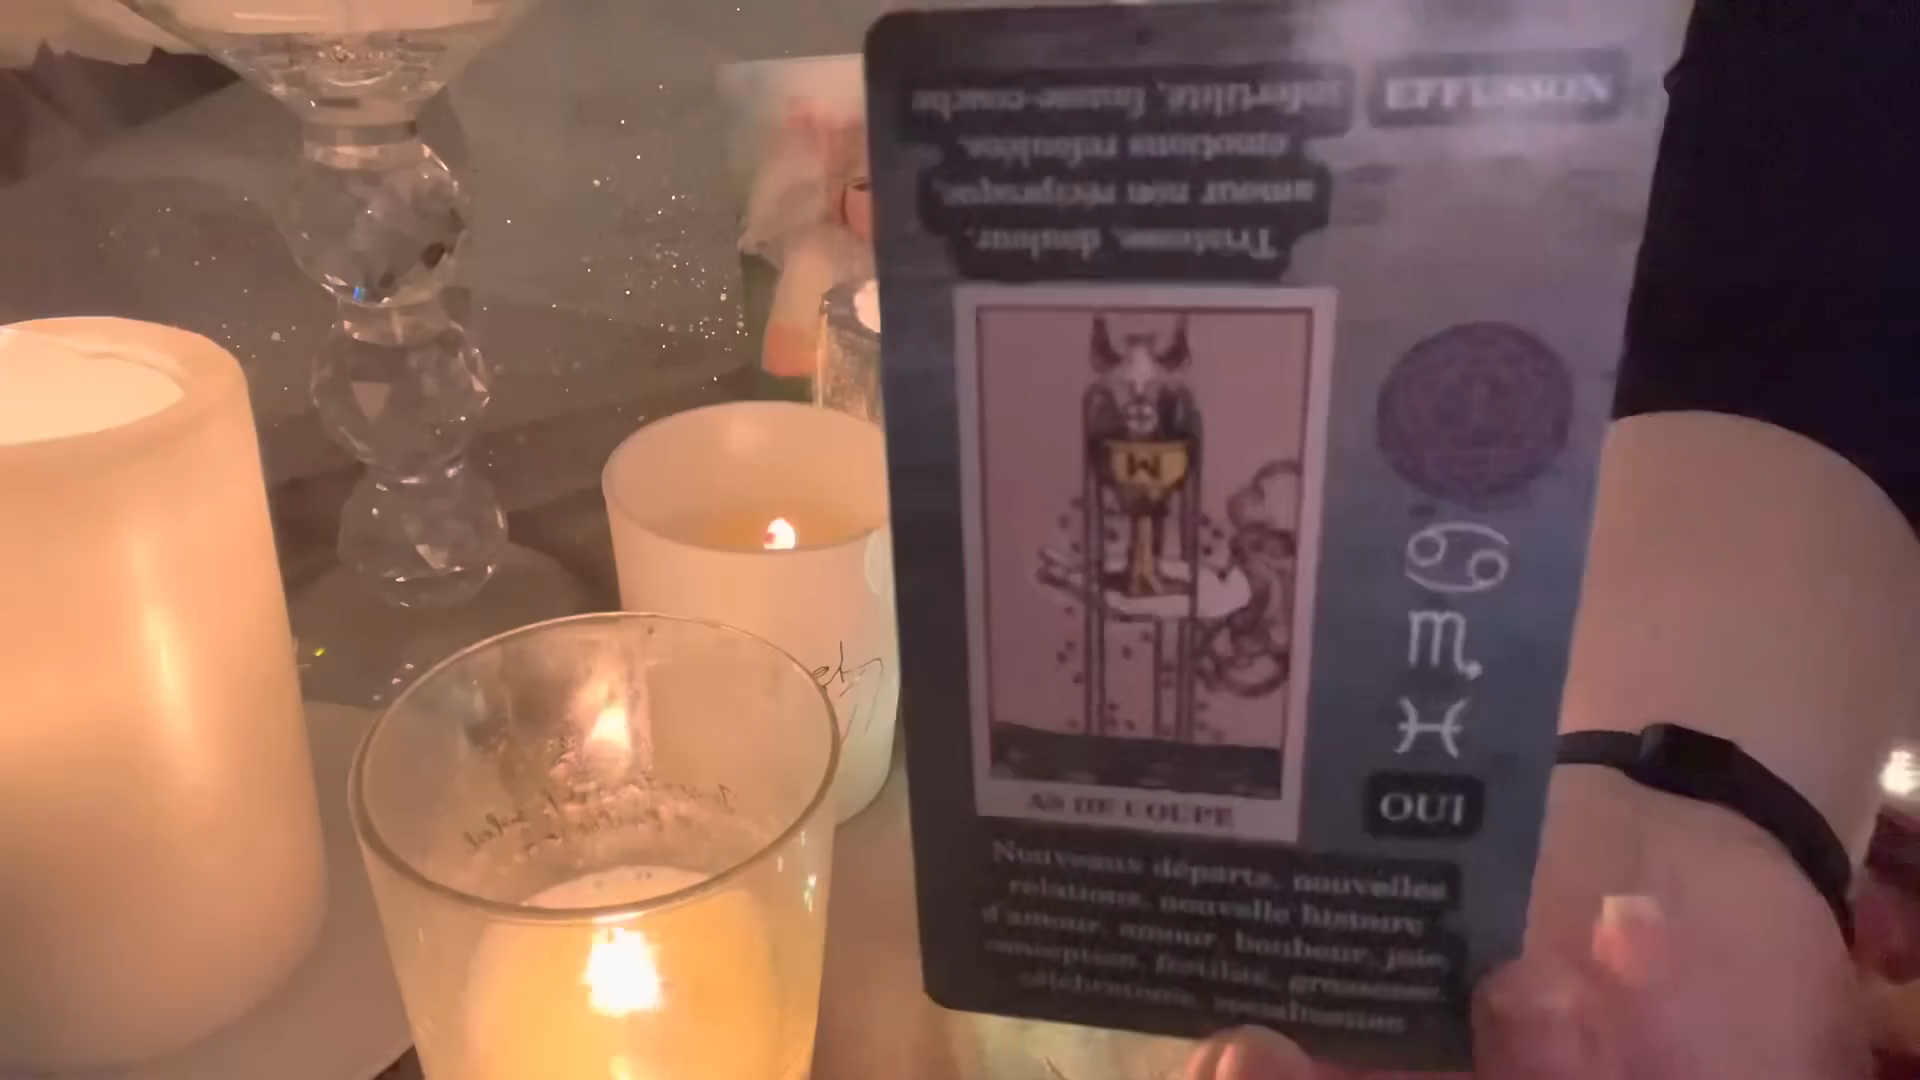 EFFUSION
Tristesse, douleur,
amour non réciproque,
émotions refoulées,
infertilité, fausse-couche
AS DE COUPE
OUI
Nouveaux départs, nouvelles
relations, nouvelle histoire
d'amour, amour, bonheur, joie,
conception, fertilité, grossesse,
célébrations,